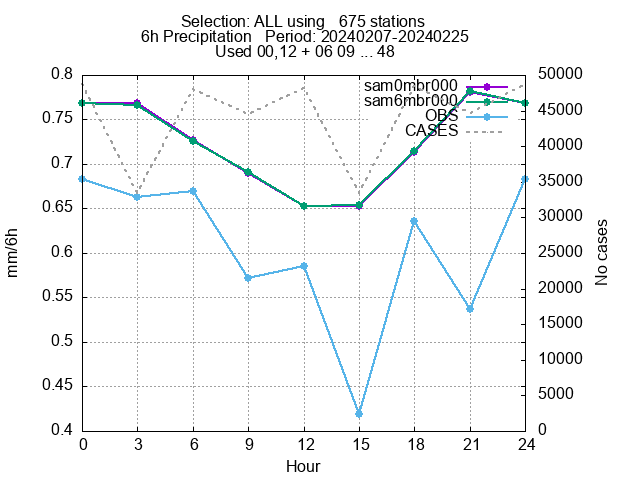 Selection: ALL using   675 stations
6h Precipitation   Period: 20240207-20240225
Used 00,12 + 06 09 ... 48
sam0mbr000
sam6mbr000
OBS
CASES
0.8
0.75
0.7
0.65
0.6
0.55
0.5
0.45
0.4
mm/6h
50000
45000
40000
35000
30000
25000
20000
15000
10000
5000
0
No cases
0 3 6 9 12 15 18 21 24
Hour